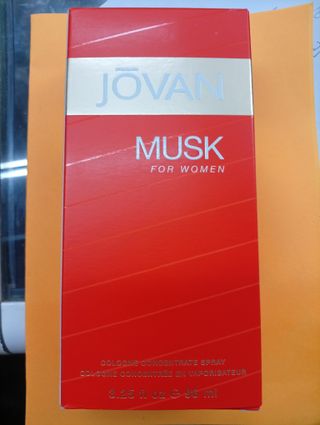 JŌVAN
MUSK
FOR WOMEN
COLOGNE CONCENTRATE SPRAY
COLOGNE CONCENTRÉE EN VAPORISATEUR
3.25 fl oz ℮ 96 ml